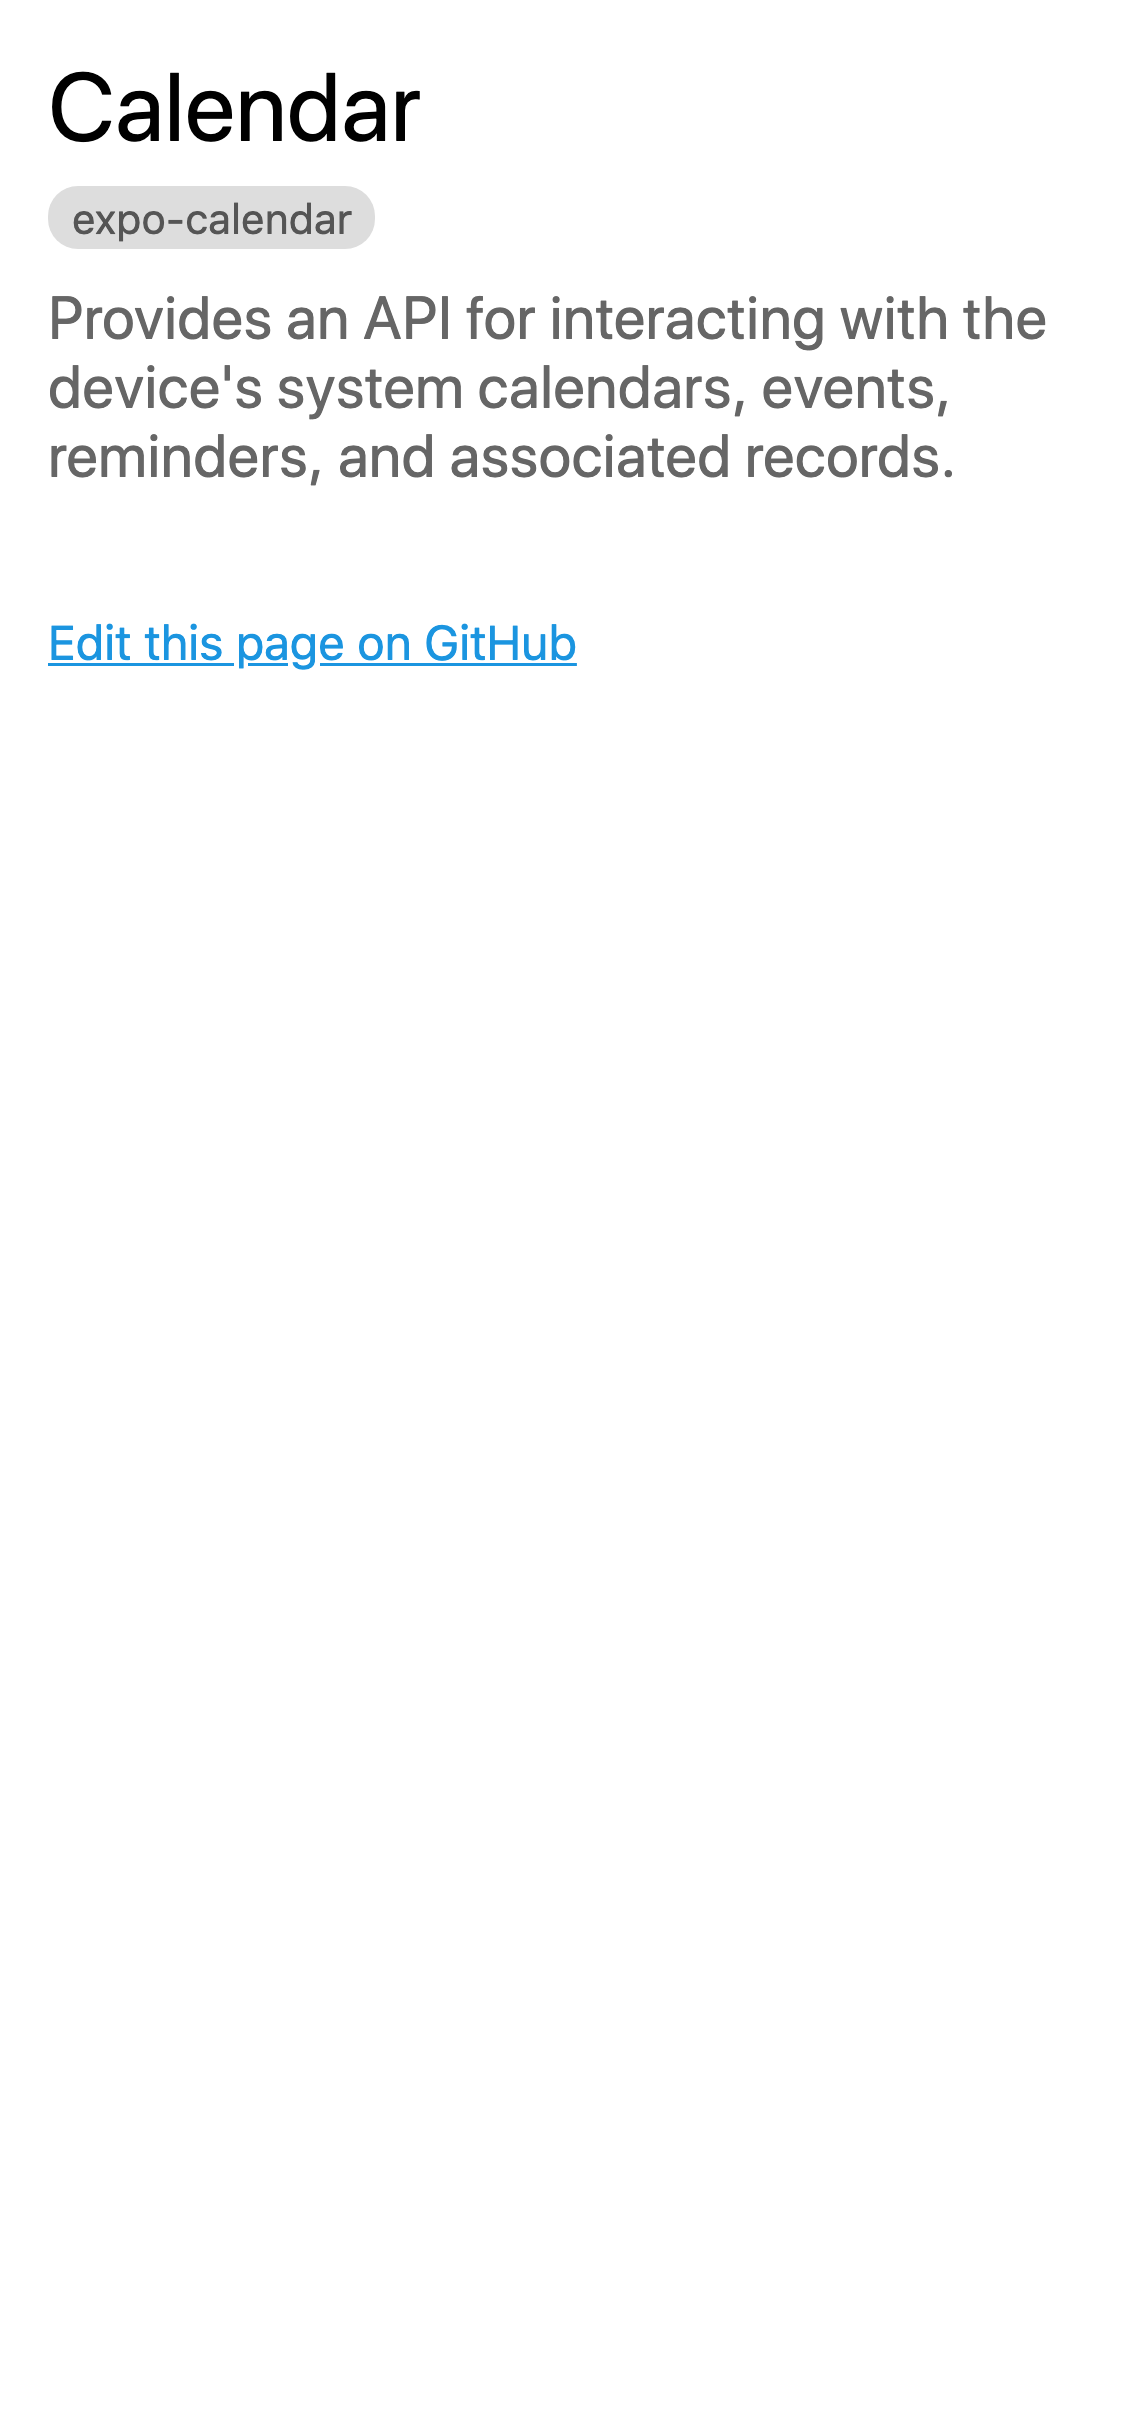 Calendar
expo-calendar
Provides an API for interacting with the
device's system calendars, events,
reminders, and associated records.
Edit this page on GitHub